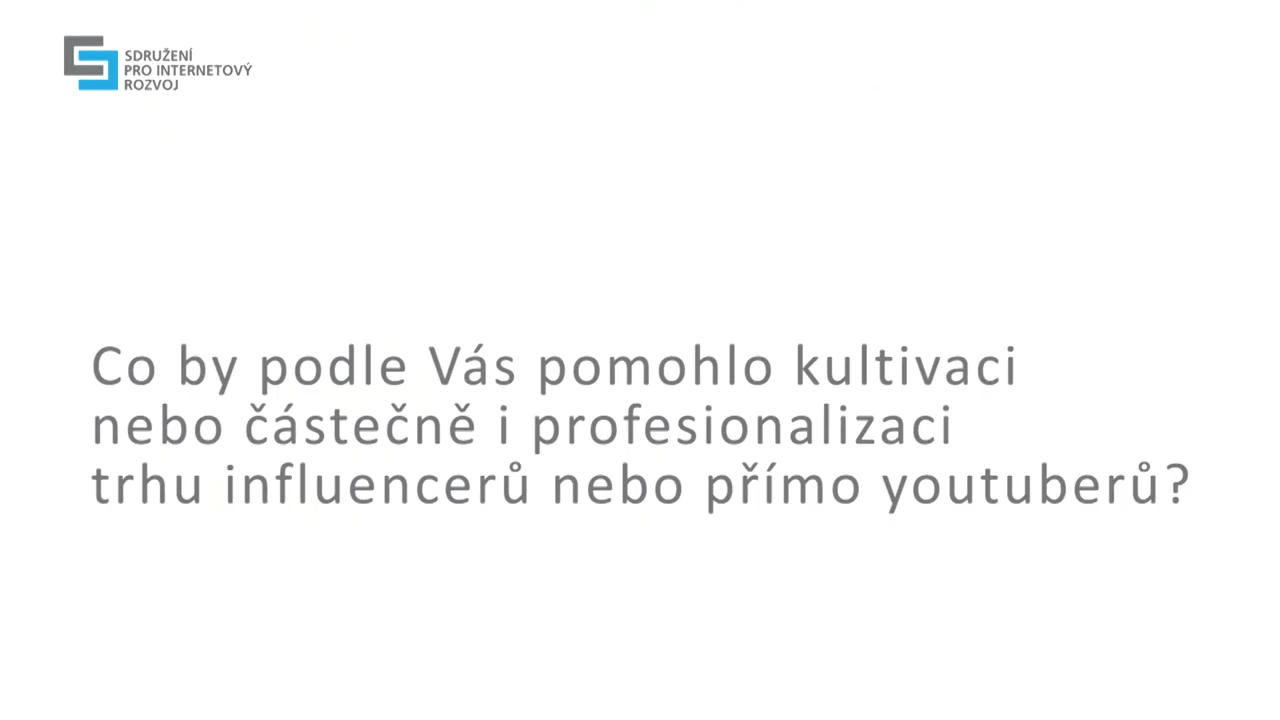 SDRUŽENÍ
PRO INTERNETOVÝ
ROZVOJ
Co by podle Vás pomohlo kultivaci
nebo částečně i profesionalizaci
trhu influencerů nebo přímo youtuberů?